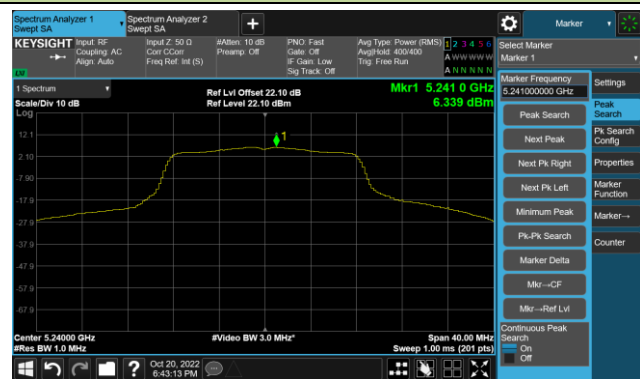 Spectrum Analyzer 1
Swept SA
Spectrum Analyzer 2
Swept SA
+
Marker
KEYSIGHT
Input: RF
Coupling: AC
Align: Auto
Input Z: 50 Ω
Corr CCorr
Freq Ref: Int (S)
#Atten: 10 dB
Preamp: Off
PNO: Fast
Gate: Off
IF Gain: Low
Sig Track: Off
Avg Type: Power (RMS)
Avg|Hold: 400/400
Trig: Free Run
1 2 3 4 5 6
A W W W W W
A N N N N N
LXI
Select Marker
Marker 1
1 Spectrum
Scale/Div 10 dB
Log
Ref Lvl Offset 22.10 dB
Ref Level 22.10 dBm
Mkr1 5.241 0 GHz
6.339 dBm
12.1
2.10
-7.90
-17.9
-27.9
-37.9
-47.9
-57.9
-67.9
1
Center 5.24000 GHz
#Res BW 1.0 MHz
#Video BW 3.0 MHz*
Span 40.00 MHz
Sweep 1.00 ms (201 pts)
Marker Frequency
5.241000000 GHz
Peak Search
Next Peak
Next Pk Right
Next Pk Left
Minimum Peak
Pk-Pk Search
Marker Delta
Mkr→CF
Mkr→Ref Lvl
Continuous Peak
Search
On
Off
Settings
Peak
Search
Pk Search
Config
Properties
Marker
Function
Marker→
Counter
?
Oct 20, 2022
6:43:13 PM